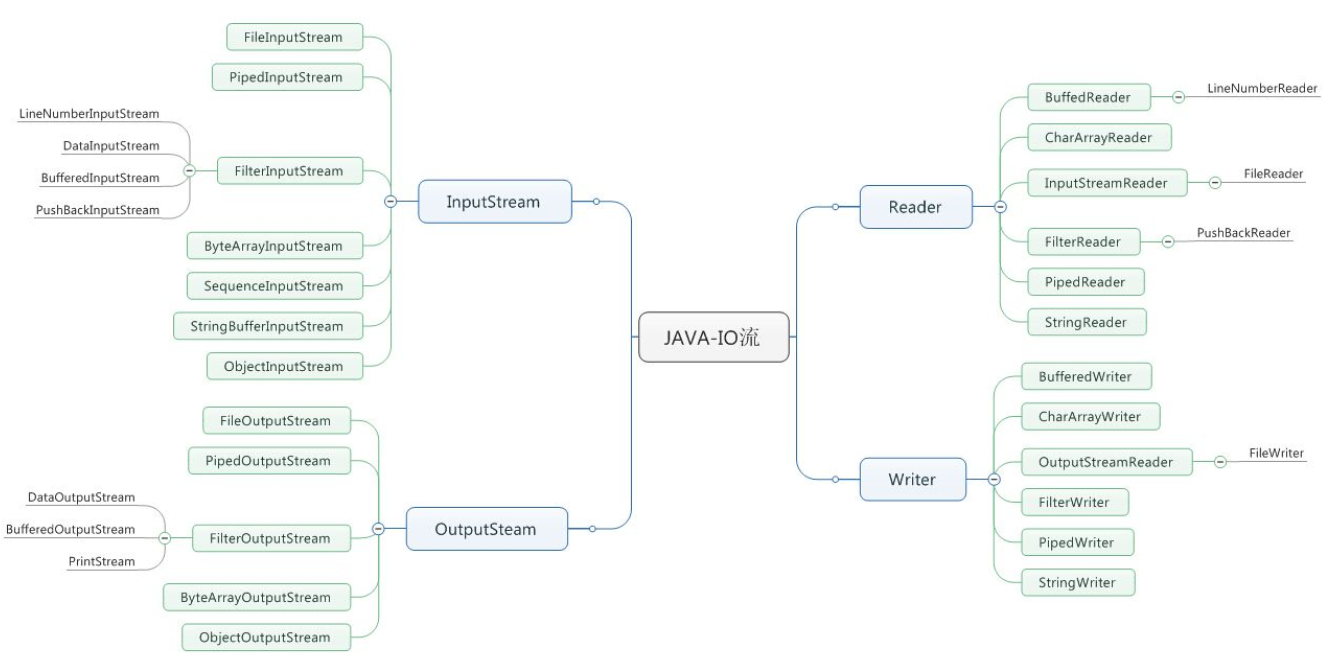 FileInputStream
PipedInputStream
LineNumberInputStream
DataInputStream
BufferedInputStream
PushBackInputStream
FilterInputStream
ByteArrayInputStream
SequenceInputStream
StringBufferInputStream
ObjectInputStream
InputStream
FileOutputStream
PipedOutputStream
DataOutputStream
BufferedOutputStream
PrintStream
FilterOutputStream
ByteArrayOutputStream
ObjectOutputStream
OutputSteam
JAVA-IO流
Reader
BuffedReader
LineNumberReader
CharArrayReader
InputStreamReader
FileReader
FilterReader
PushBackReader
PipedReader
StringReader
Writer
BufferedWriter
CharArrayWriter
OutputStreamReader
FileWriter
FilterWriter
PipedWriter
StringWriter